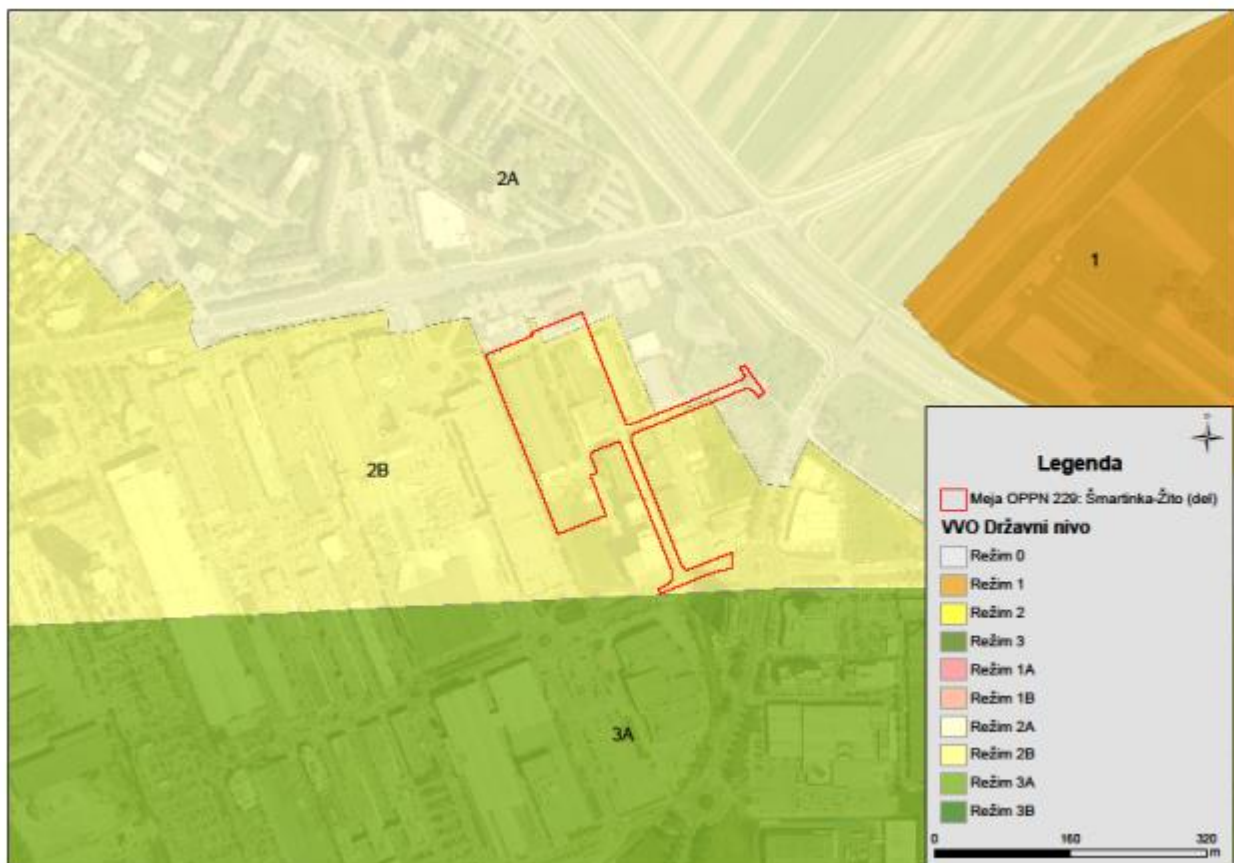 2A
1
2B
3A
Legenda
Meja OPPN 229: Šmartinka-Žito (del)
VVO Državni nivo
Režim 0
Režim 1
Režim 2
Režim 3
Režim 1A
Režim 1B
Režim 2A
Režim 2B
Režim 3A
Režim 3B
0 160 320
m